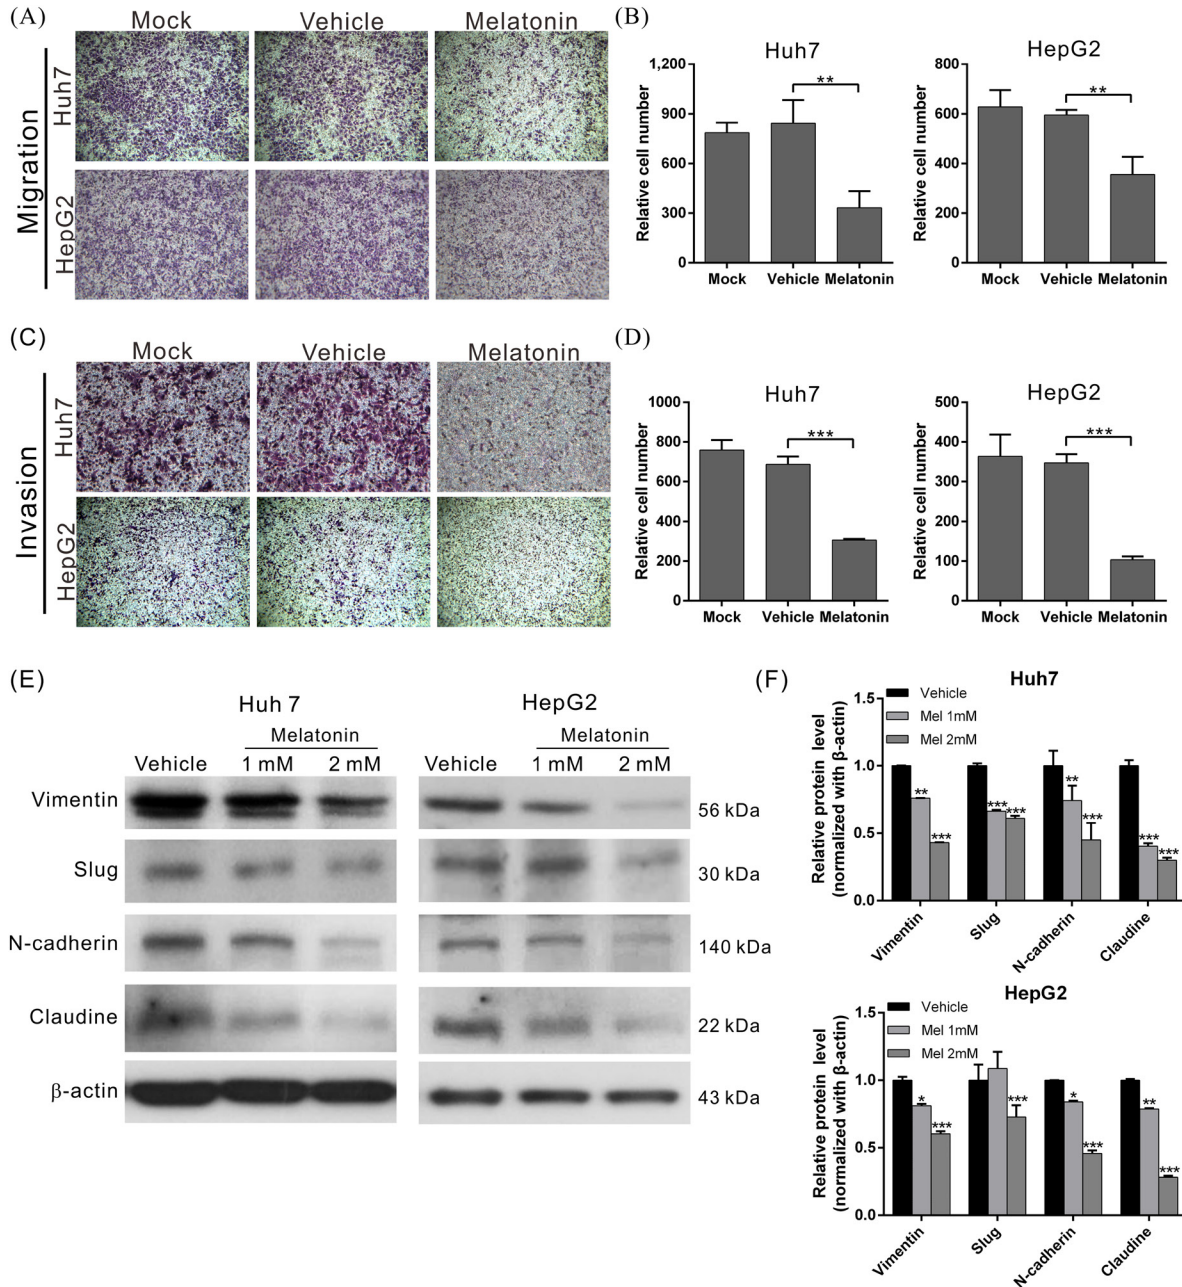 (A)
Mock Vehicle Melatonin
Migration
Huh7
HepG2
(B)
Huh7
Relative cell number
1,200
900
600
300
0
Mock Vehicle Melatonin
**
HepG2
Relative cell number
800
600
400
200
0
Mock Vehicle Melatonin
**
(C)
Mock Vehicle Melatonin
Invasion
Huh7
HepG2
(D)
Huh7
Relative cell number
1000
800
600
400
200
0
Mock Vehicle Melatonin
***
HepG2
Relative cell number
500
400
300
200
100
0
Mock Vehicle Melatonin
***
(E)
Huh 7 HepG2
Melatonin Melatonin
Vehicle 1 mM 2 mM Vehicle 1 mM 2 mM
Vimentin 56 kDa
Slug 30 kDa
N-cadherin 140 kDa
Claudine 22 kDa
β-actin 43 kDa
(F)
Huh7
Relative protein level
(normalized with β-actin)
1.5
1.0
0.5
0.0
Vehicle
Mel 1mM
Mel 2mM
** *** *** *** ** *** *** ***
Vimentin Slug N-cadherin Claudine
HepG2
Relative protein level
(normalized with β-actin)
1.5
1.0
0.5
0.0
Vehicle
Mel 1mM
Mel 2mM
* *** *** * *** ** ***
Vimentin Slug N-cadherin Claudine